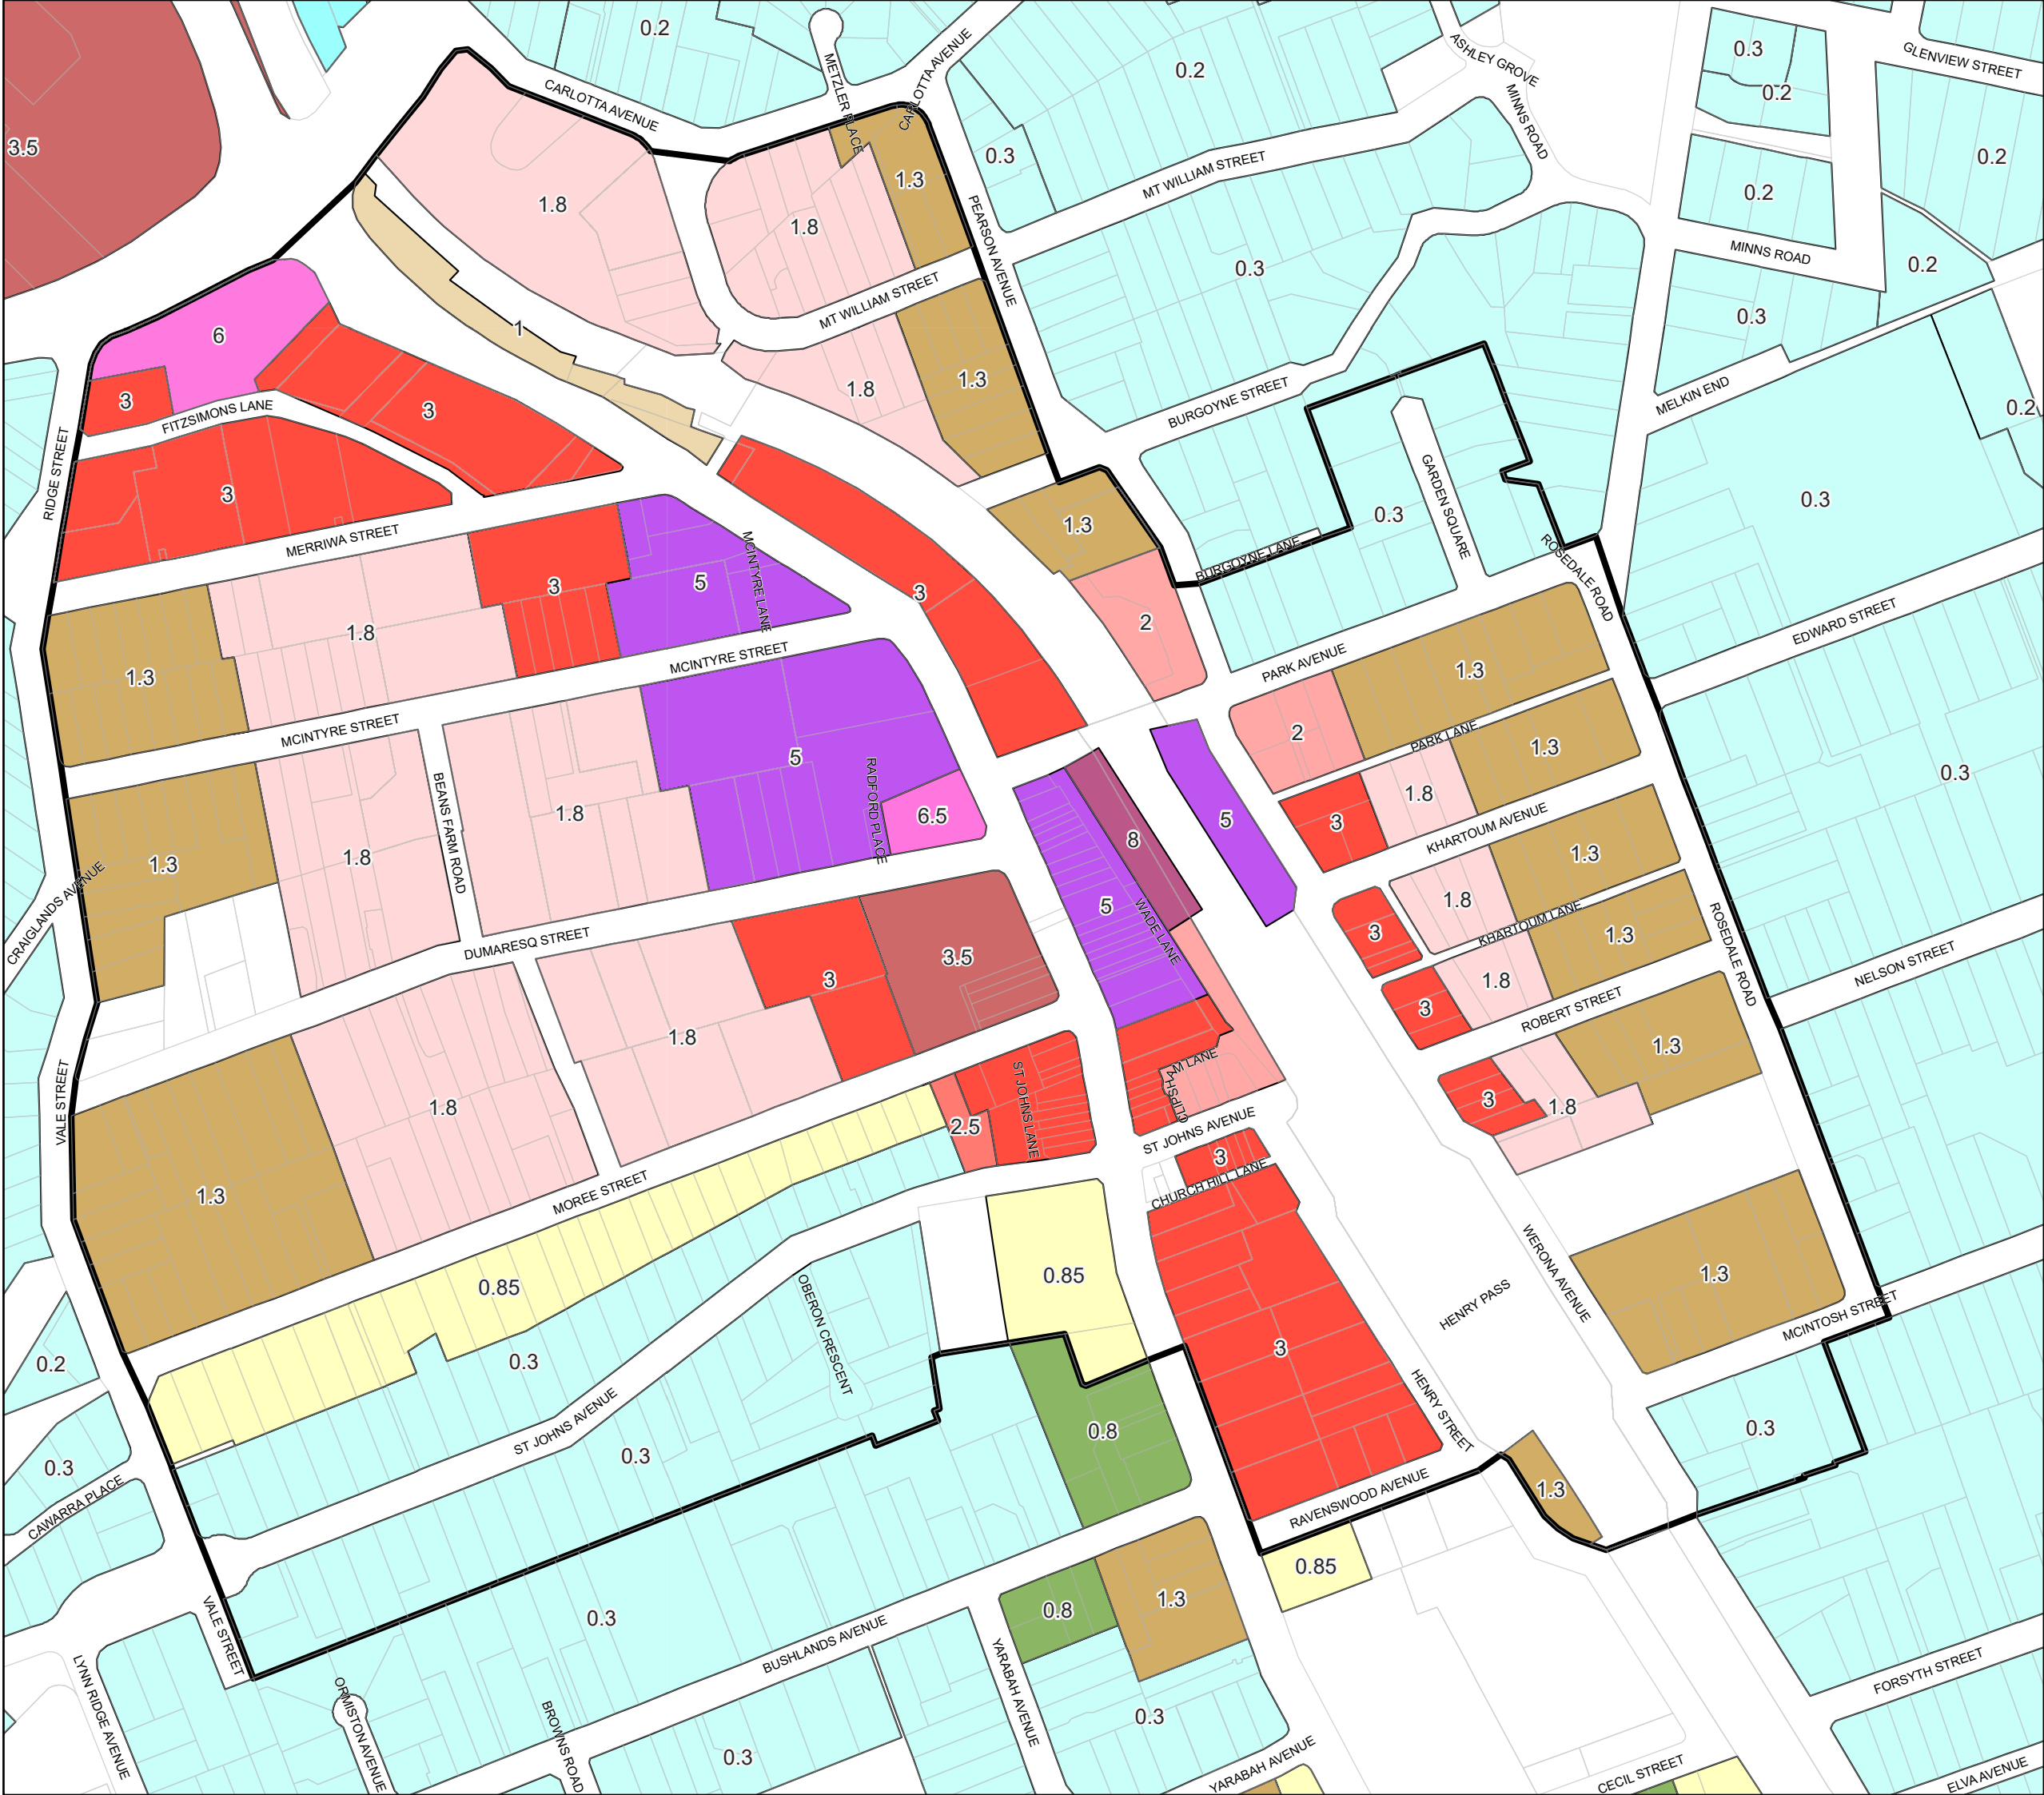 0.2
METZLER PLACE
CARLOTTA AVENUE
ASHLEY GROVE
0.3
GLENVIEW STREET
0.2
0.2
CARLOTTA AVENUE
MINNS ROAD
3.5
0.3
MT WILLIAM STREET
0.2
1.8
1.3
0.2
1.8
PEARSON AVENUE
MINNS ROAD
0.2
0.3
MT WILLIAM STREET
0.3
6
1
1.8
1.3
BURGOYNE STREET
MELKIN END
0.2
3
FITZSIMONS LANE
3
RIDGE STREET
GARDEN SQUARE
3
0.3
0.3
1.3
MERRIWA STREET
MCINTYRE LANE
BURGOYNE LANE
ROSEDALE ROAD
3
5
3
2
1.8
EDWARD STREET
1.3
MCINTYRE STREET
PARK AVENUE
1.3
MCINTYRE STREET
2
PARK LANE
1.3
5
0.3
BEANS FARM ROAD
RADFORD PLACE
1.8
6.5
5
3
1.8
KHARTOUM AVENUE
1.8
1.3
8
1.3
CRAIGLANDS AVENUE
5
WADE LANE
1.8
KHARTOUM LANE
1.3
DUMARESQ STREET
3
3.5
3
1.8
ROSEDALE ROAD
NELSON STREET
3
ROBERT STREET
1.8
1.3
VALE STREET
1.8
ST JOHNS LANE
CLIPSHAM LANE
3
1.8
2.5
ST JOHNS AVENUE
3
1.3
MOREE STREET
CHURCH HILL LANE
0.85
0.85
OBERON CRESCENT
HENRY PASS
WERONA AVENUE
1.3
MCINTOSH STREET
0.2
0.3
3
HENRY STREET
ST JOHNS AVENUE
0.3
0.8
0.3
0.3
CAWARRA PLACE
RAVENSWOOD AVENUE
1.3
0.85
VALE STREET
0.3
0.8
1.3
BUSHLANDS AVENUE
LYNN RIDGE AVENUE
ORMISTON AVENUE
BROWNS ROAD
YARABAH AVENUE
FORSYTH STREET
0.3
0.3
YARABAH AVENUE
CECIL STREET
ELVA AVENUE